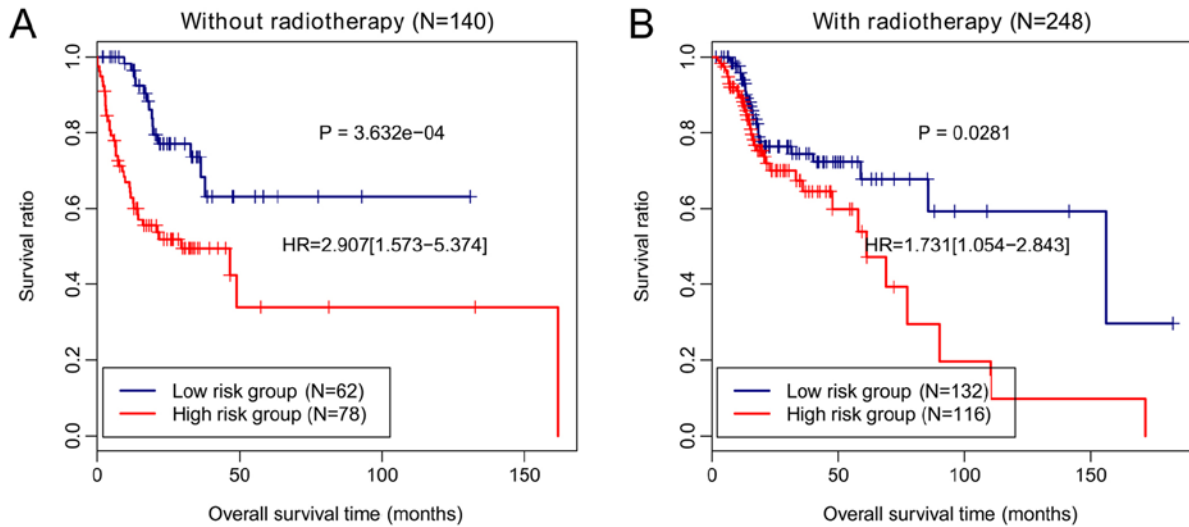 A
Without radiotherapy (N=140)
Survival ratio
1.0
0.8
0.6
0.4
0.2
0.0
P = 3.632e−04
HR=2.907[1.573−5.374]
Low risk group (N=62)
High risk group (N=78)
0 50 100 150
Overall survival time (months)
B
With radiotherapy (N=248)
Survival ratio
1.0
0.8
0.6
0.4
0.2
0.0
P = 0.0281
HR=1.731[1.054−2.843]
Low risk group (N=132)
High risk group (N=116)
0 50 100 150
Overall survival time (months)